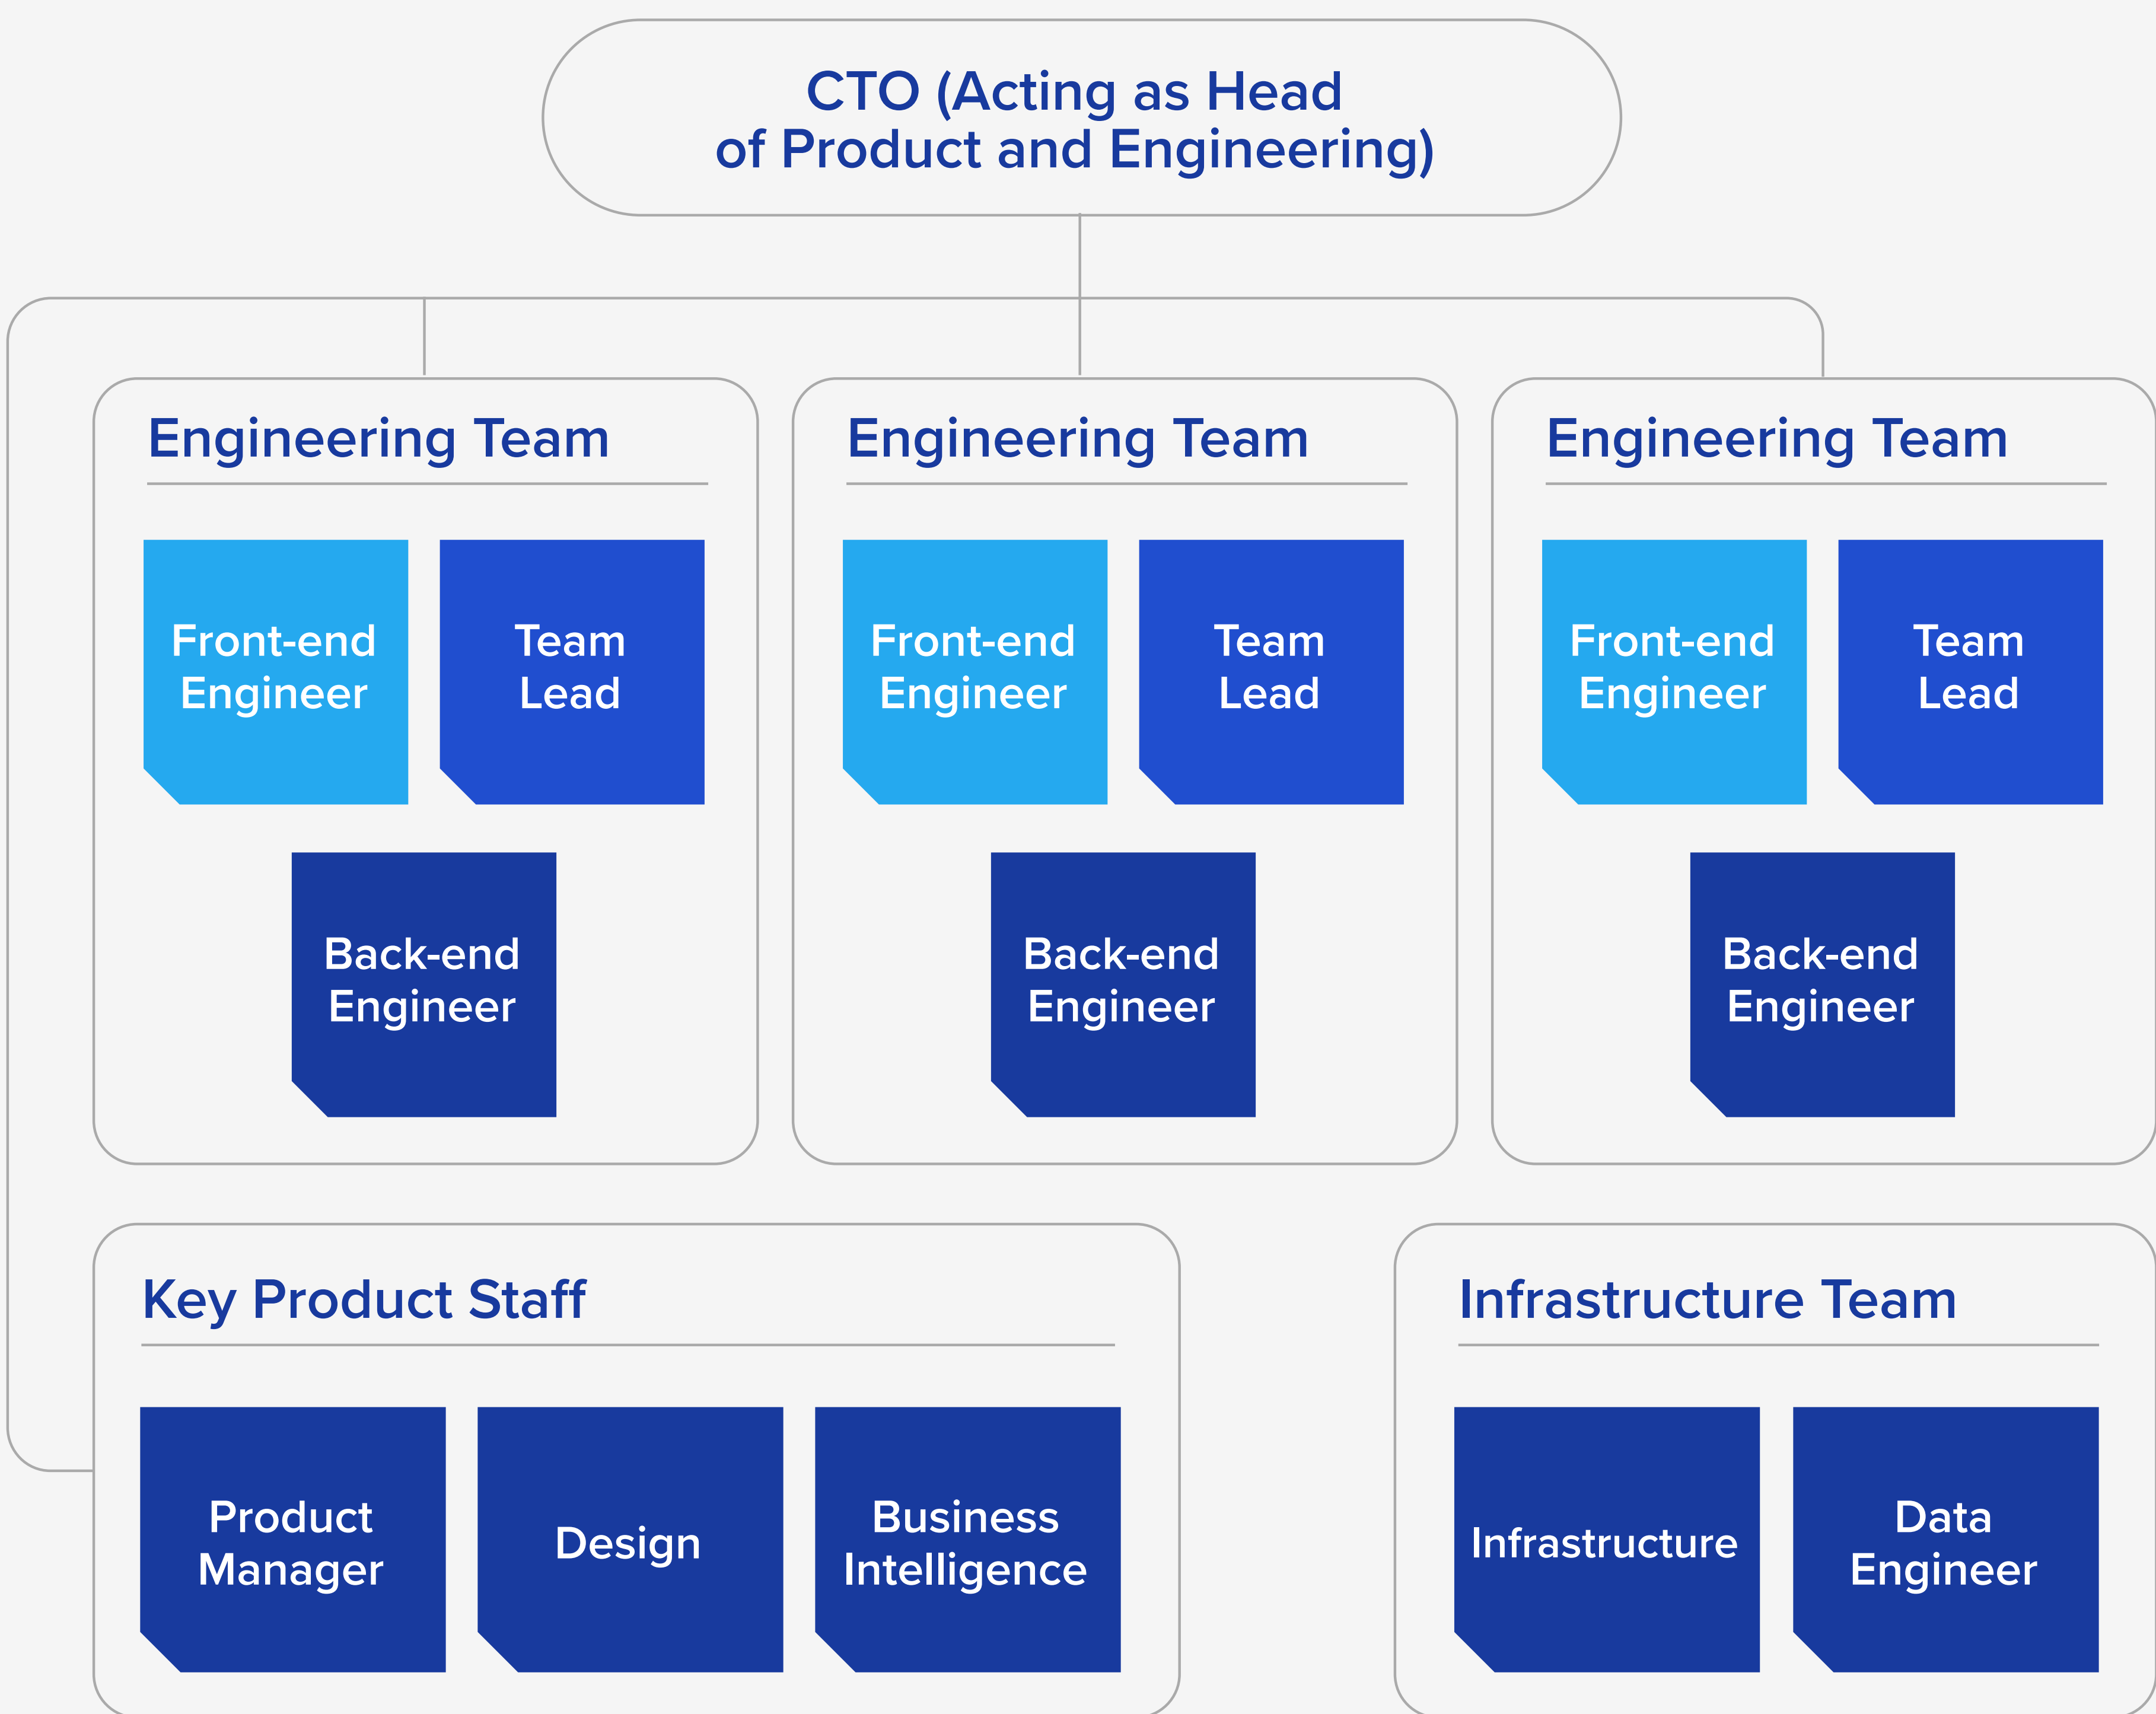 CTO (Acting as Head
of Product and Engineering)
Engineering Team
Front-end
Engineer
Team
Lead
Back-end
Engineer
Engineering Team
Front-end
Engineer
Team
Lead
Back-end
Engineer
Engineering Team
Front-end
Engineer
Team
Lead
Back-end
Engineer
Key Product Staff
Product
Manager
Design
Business
Intelligence
Infrastructure Team
Infrastructure
Data
Engineer